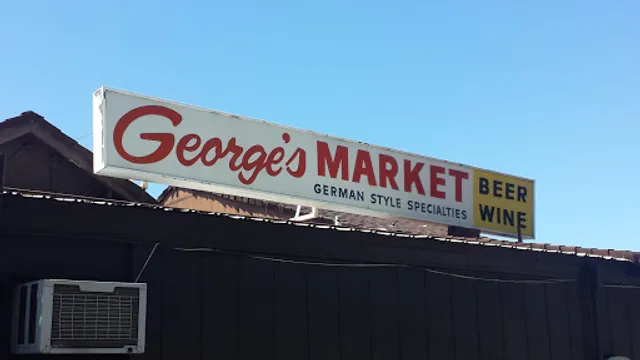 George's MARKET
GERMAN STYLE SPECIALTIES
BEER
WINE